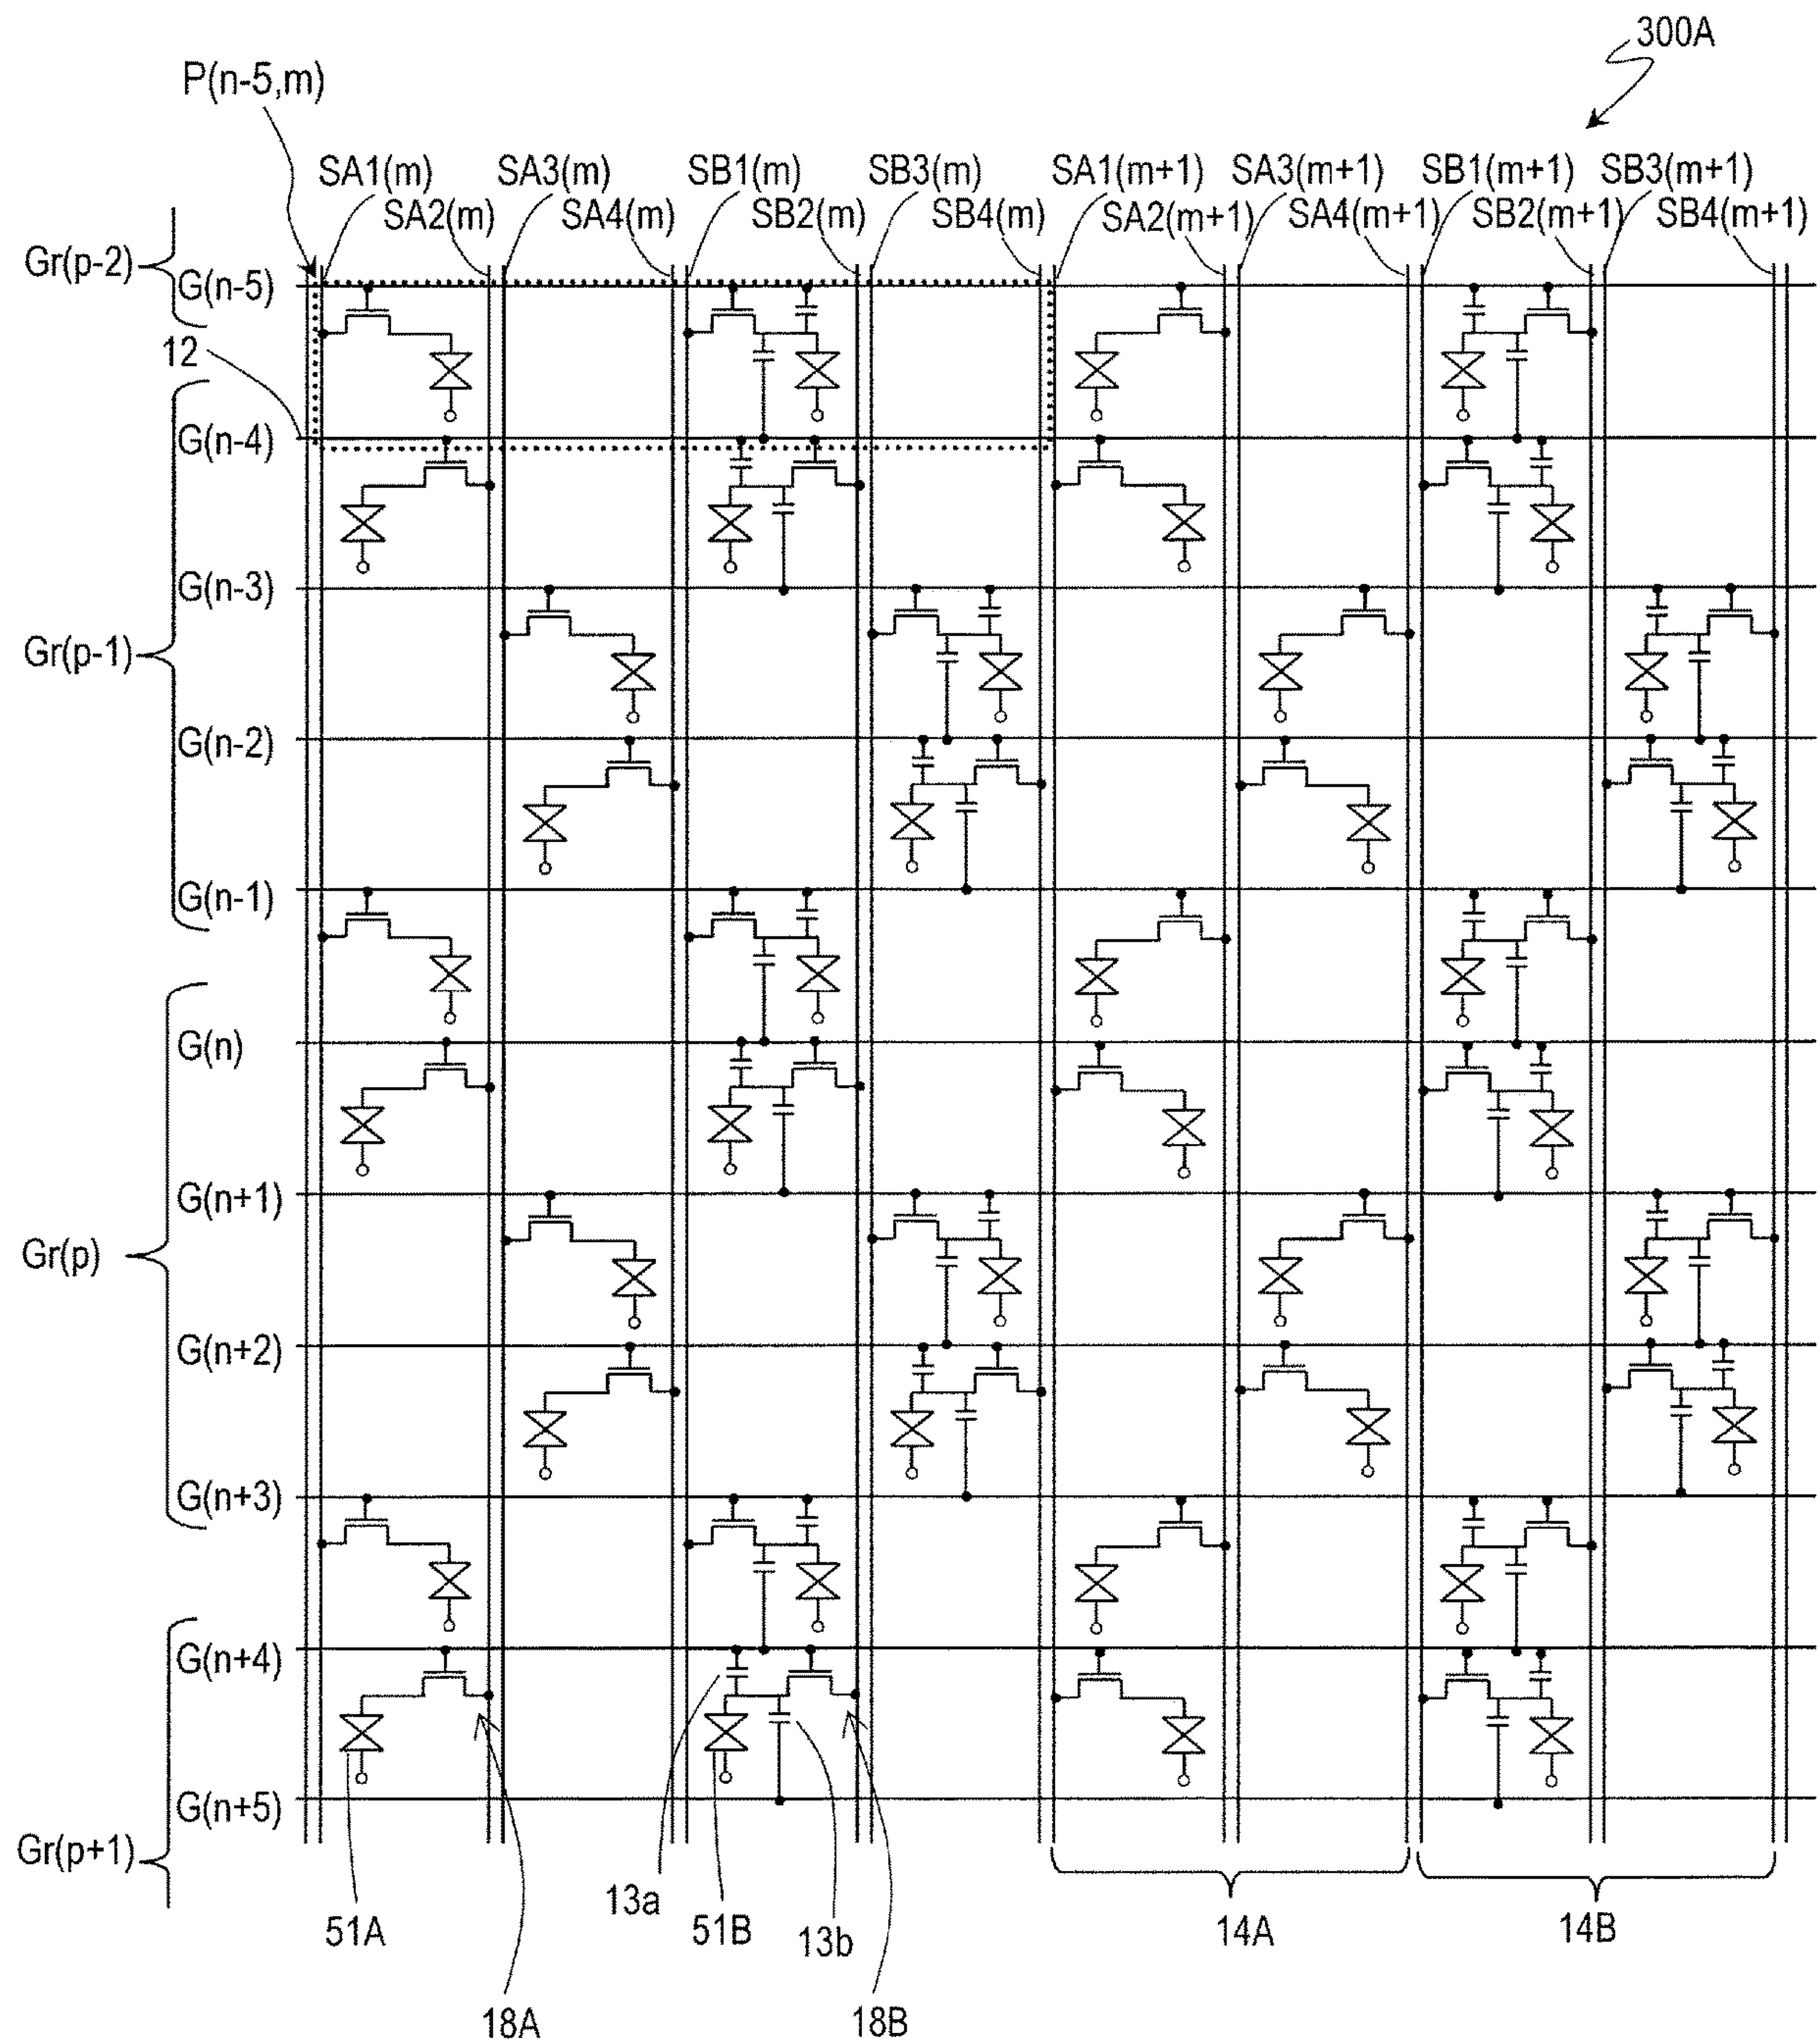 300A
P(n-5,m)
SA1(m) SA3(m) SB1(m) SB3(m) SA1(m+1) SA3(m+1) SB1(m+1) SB3(m+1)
SA2(m) SA4(m) SB2(m) SB4(m) SA2(m+1) SA4(m+1) SB2(m+1) SB4(m+1)
Gr(p-2)
G(n-5)
12
G(n-4)
G(n-3)
Gr(p-1)
G(n-2)
G(n-1)
G(n)
G(n+1)
Gr(p)
G(n+2)
G(n+3)
G(n+4)
G(n+5)
Gr(p+1)
13a
51A 51B 13b 14A 14B
18A 18B